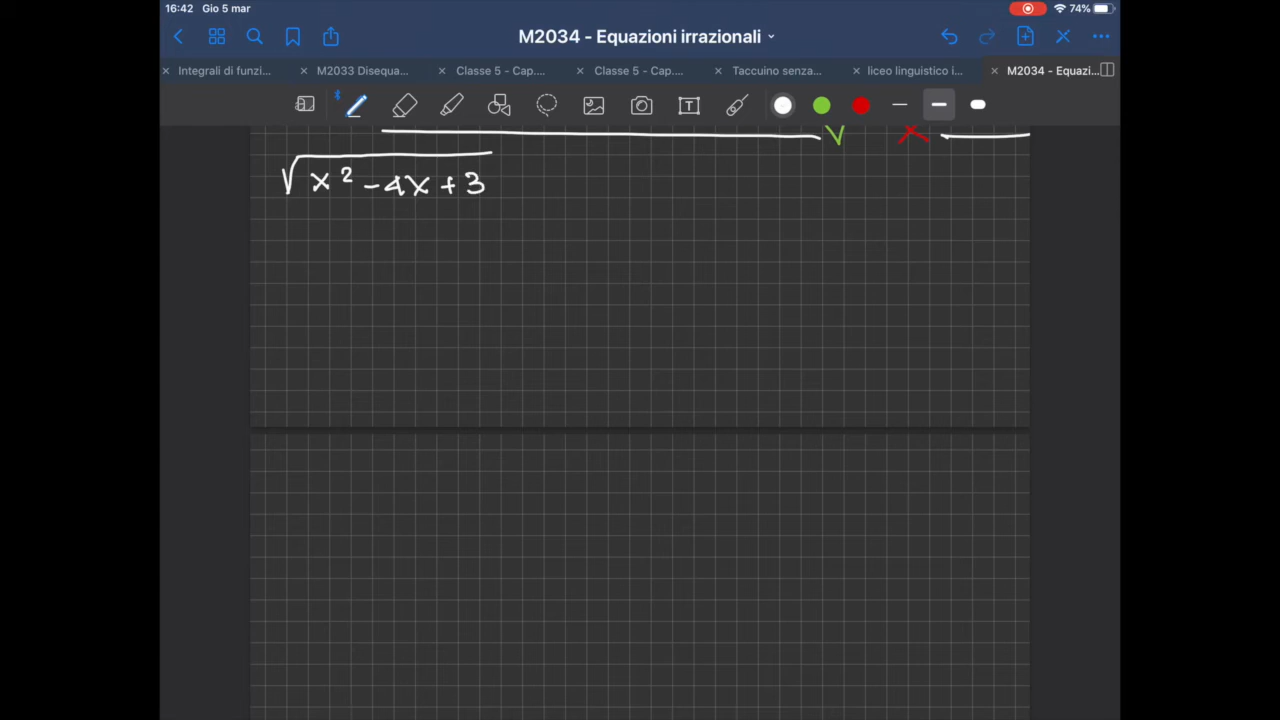 16:42 Gio 5 mar 74%
M2034 - Equazioni irrazionali
Integrali di funzi... M2033 Disequa... Classe 5 - Cap.... Classe 5 - Cap.... Taccuino senza... liceo linguistico i... M2034 - Equazi...
√x² - 4x + 3